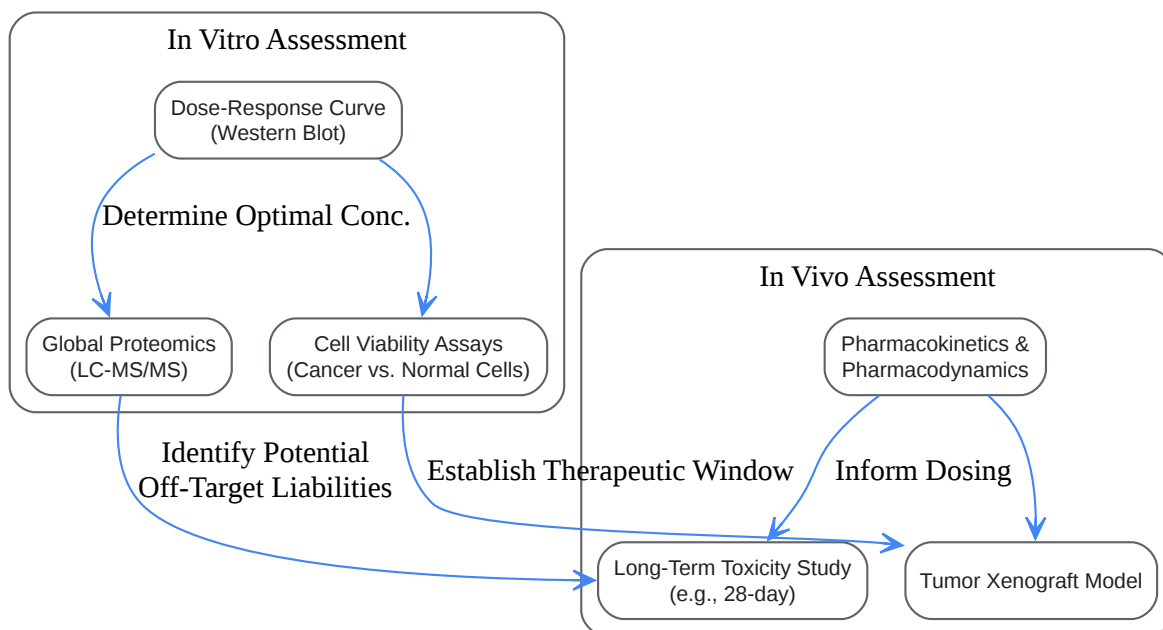 In Vitro Assessment
Dose-Response Curve
(Western Blot)
Determine Optimal Conc.
Global Proteomics
(LC-MS/MS)
Cell Viability Assays
(Cancer vs. Normal Cells)
In Vivo Assessment
Pharmacokinetics &
Pharmacodynamics
Identify Potential
Off-Target Liabilities
Establish Therapeutic Window
Inform Dosing
Long-Term Toxicity Study
(e.g., 28-day)
Tumor Xenograft Model